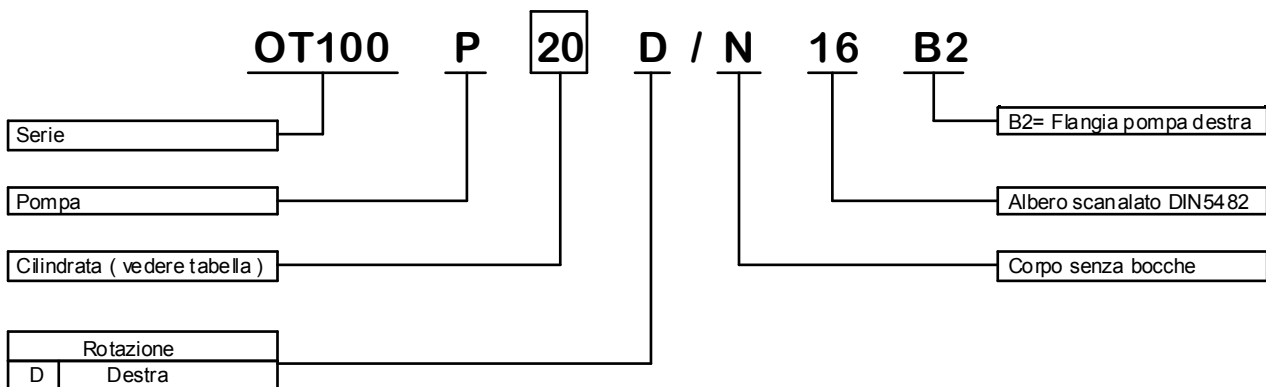 OT100 P 20 D / N 16 B2
Serie
B2= Flangia pompa destra
Pompa
Albero scanalato DIN5482
Cilindrata ( vedere tabella )
Corpo senza bocche
Rotazione
D Destra